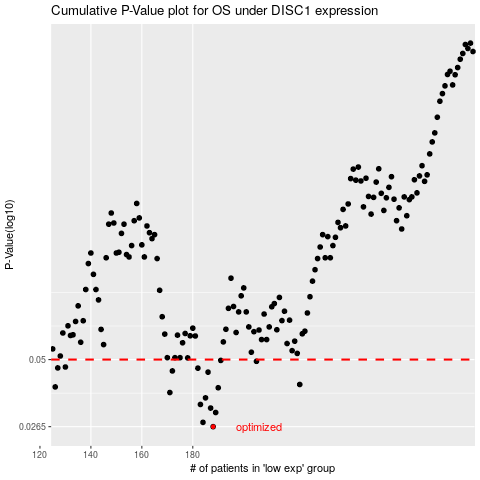 Cumulative P-Value plot for OS under DISC1 expression
P-Value(log10)
0.05
0.0265
optimized
120 140 160 180
# of patients in 'low exp' group